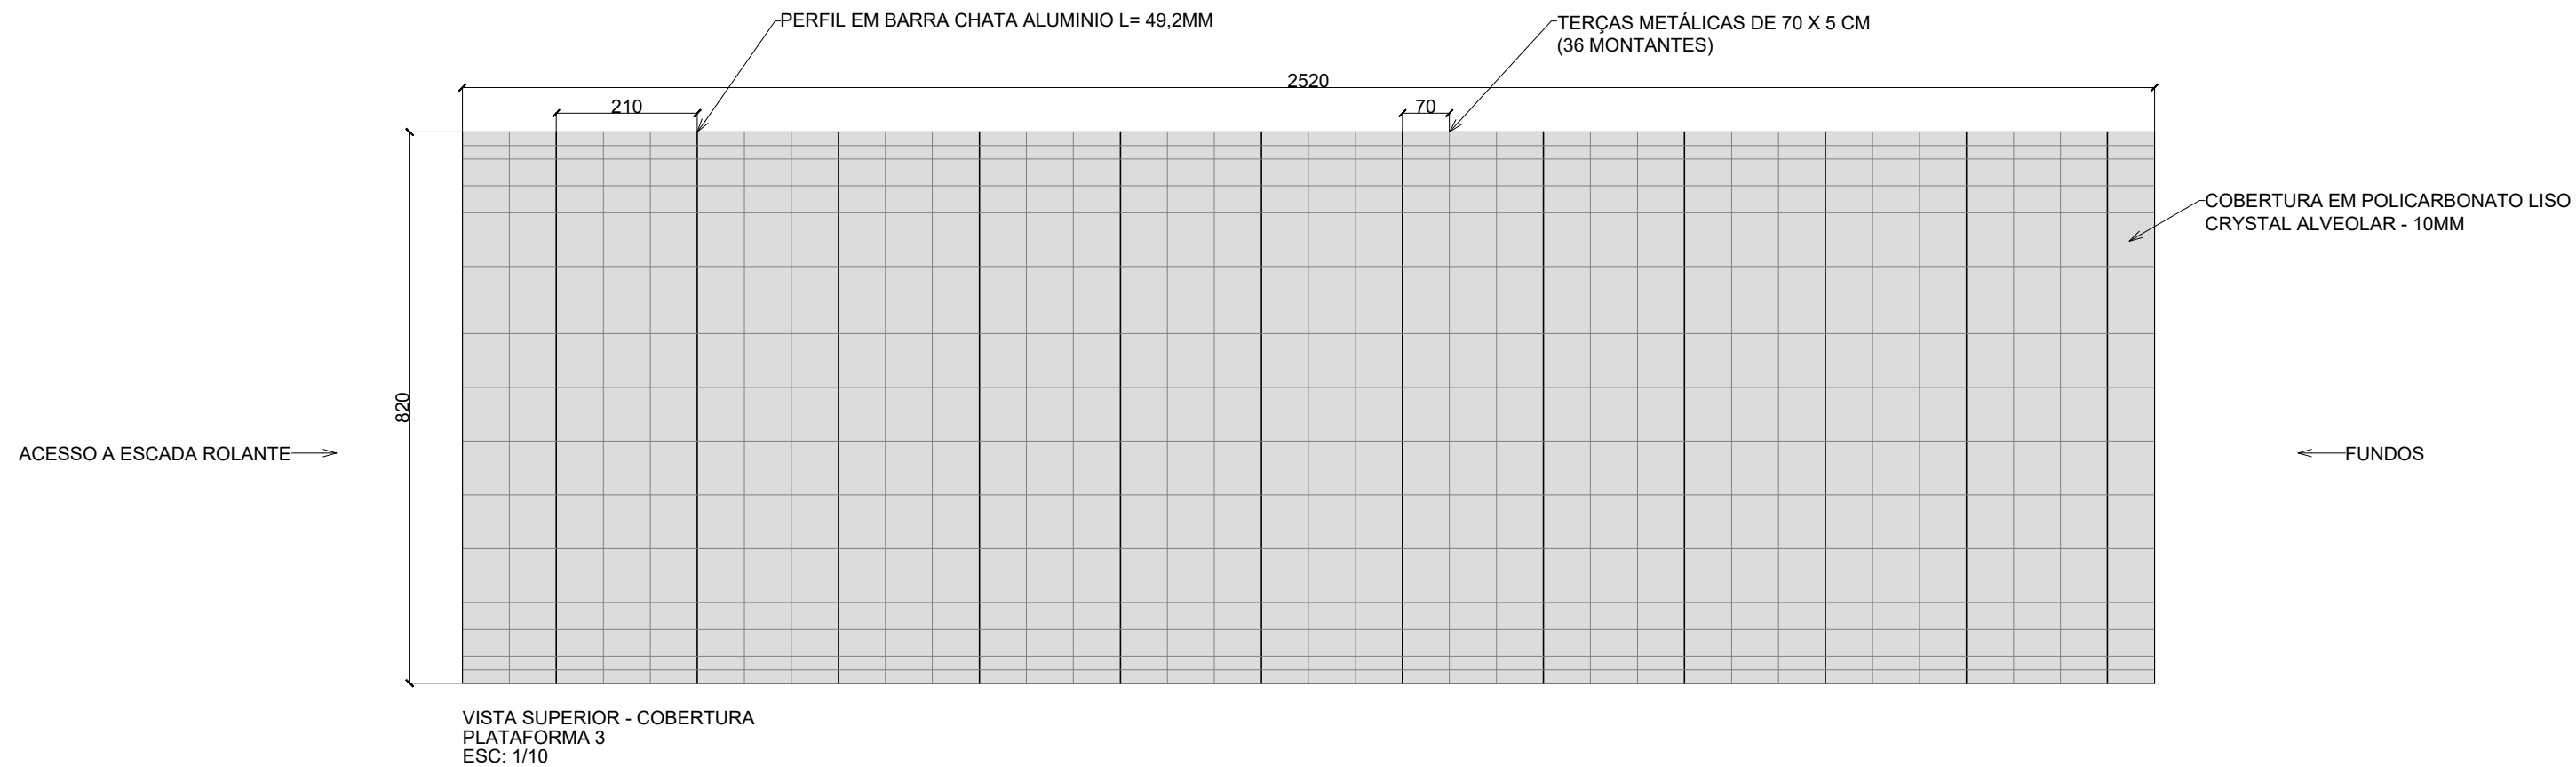 PERFIL EM BARRA CHATA ALUMINIO L= 49,2MM
TERÇAS METÁLICAS DE 70 X 5 CM
(36 MONTANTES)
2520
210
70
COBERTURA EM POLICARBONATO LISO
CRYSTAL ALVEOLAR - 10MM
820
ACESSO A ESCADA ROLANTE
FUNDOS
VISTA SUPERIOR - COBERTURA
PLATAFORMA 3
ESC: 1/10